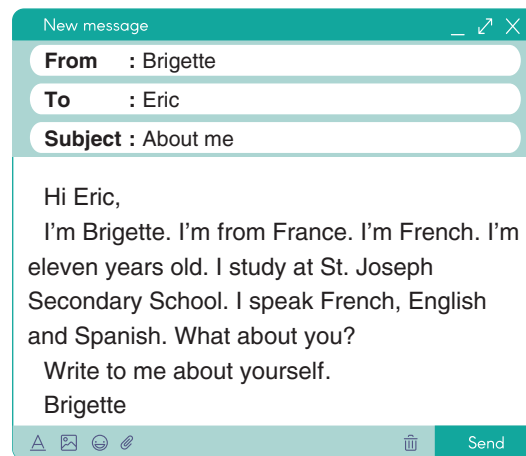 New message
From : Brigette
To : Eric
Subject : About me
Hi Eric,
I'm Brigette. I'm from France. I'm French. I'm
eleven years old. I study at St. Joseph
Secondary School. I speak French, English
and Spanish. What about you?
Write to me about yourself.
Brigette
Send